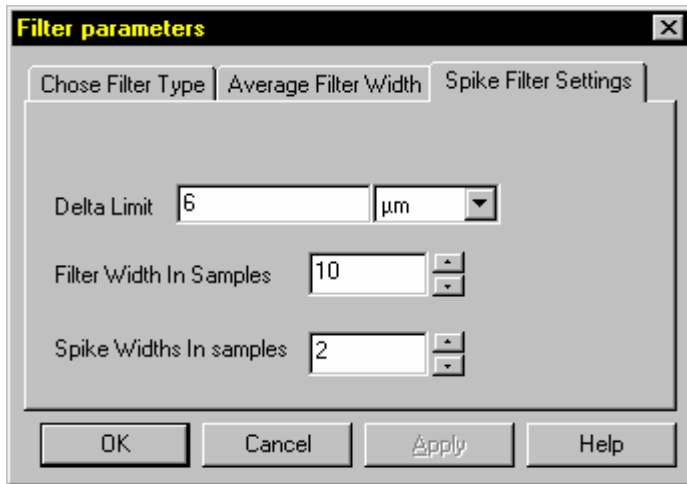 Filter parameters
Chose Filter Type Average Filter Width Spike Filter Settings
Delta Limit 6 µm
Filter Width In Samples 10
Spike Widths In samples 2
OK Cancel Apply Help